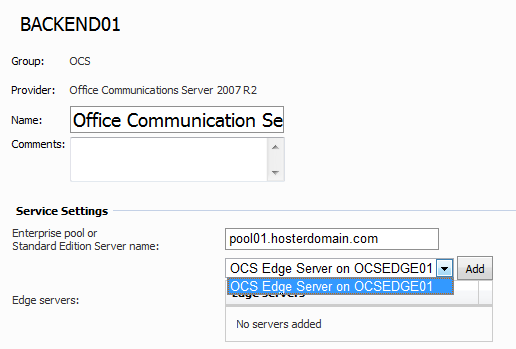 BACKEND01
Group: OCS
Provider: Office Communications Server 2007 R2
Name: Office Communication Se
Comments:
Service Settings
Enterprise pool or
Standard Edition Server name: pool01.hosterdomain.com
OCS Edge Server on OCSEDGE01 Add
OCS Edge Server on OCSEDGE01
Edge servers:
Edge servers
No servers added